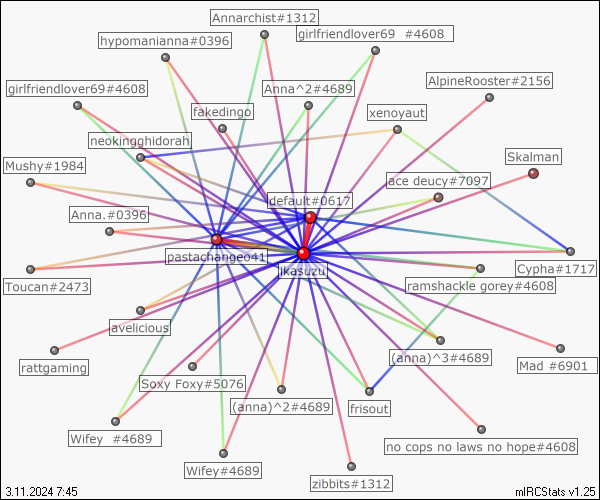 Annarchist#1312
girlfriendlover69 #4608
hypomanianna#0396
AlpineRooster#2156
girlfriendlover69#4608
Anna^2#4689
fakedingo
xenoyaut
neokingghidorah
Skalman
Mushy#1984
ace deucy#7097
default#0617
Anna.#0396
pastachangeo41
jikasuzu
Cypha#1717
Toucan#2473
ramshackle gorey#4608
avelicious
(anna)^3#4689
rattgaming
Mad #6901
Soxy Foxy#5076
(anna)^2#4689
frisout
Wifey #4689
no cops no laws no hope#4608
Wifey#4689
zibbits#1312
3.11.2024 7:45
mIRCStats v1.25